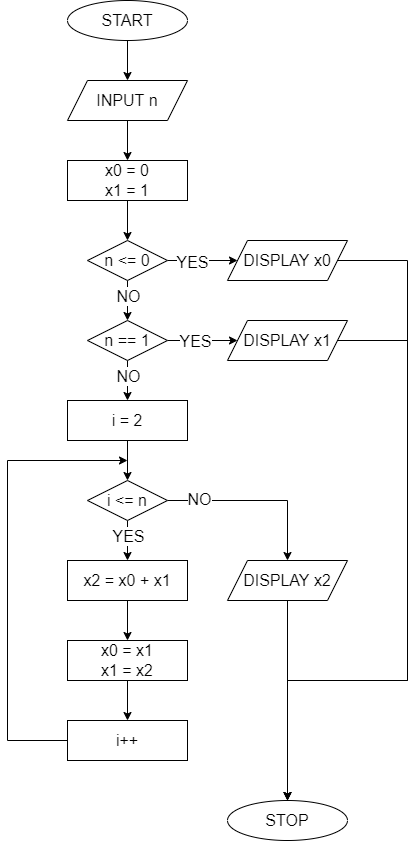 START
INPUT n
x0 = 0
x1 = 1
n <= 0
YES
DISPLAY x0
NO
n == 1
YES
DISPLAY x1
NO
i = 2
i <= n
NO
YES
x2 = x0 + x1
DISPLAY x2
x0 = x1
x1 = x2
i++
STOP